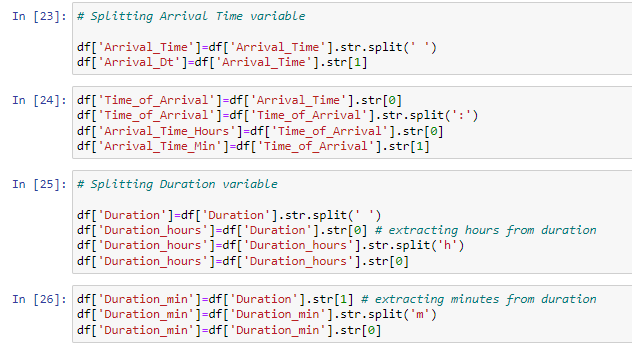 In [23]: # Splitting Arrival Time variable
df['Arrival_Time']=df['Arrival_Time'].str.split(' ')
df['Arrival_Dt']=df['Arrival_Time'].str[1]
In [24]: df['Time_of_Arrival']=df['Arrival_Time'].str[0]
df['Time_of_Arrival']=df['Time_of_Arrival'].str.split(':')
df['Arrival_Time_Hours']=df['Time_of_Arrival'].str[0]
df['Arrival_Time_Min']=df['Time_of_Arrival'].str[1]
In [25]: # Splitting Duration variable
df['Duration']=df['Duration'].str.split(' ')
df['Duration_hours']=df['Duration'].str[0] # extracting hours from duration
df['Duration_hours']=df['Duration_hours'].str.split('h')
df['Duration_hours']=df['Duration_hours'].str[0]
In [26]: df['Duration_min']=df['Duration'].str[1] # extracting minutes from duration
df['Duration_min']=df['Duration_min'].str.split('m')
df['Duration_min']=df['Duration_min'].str[0]